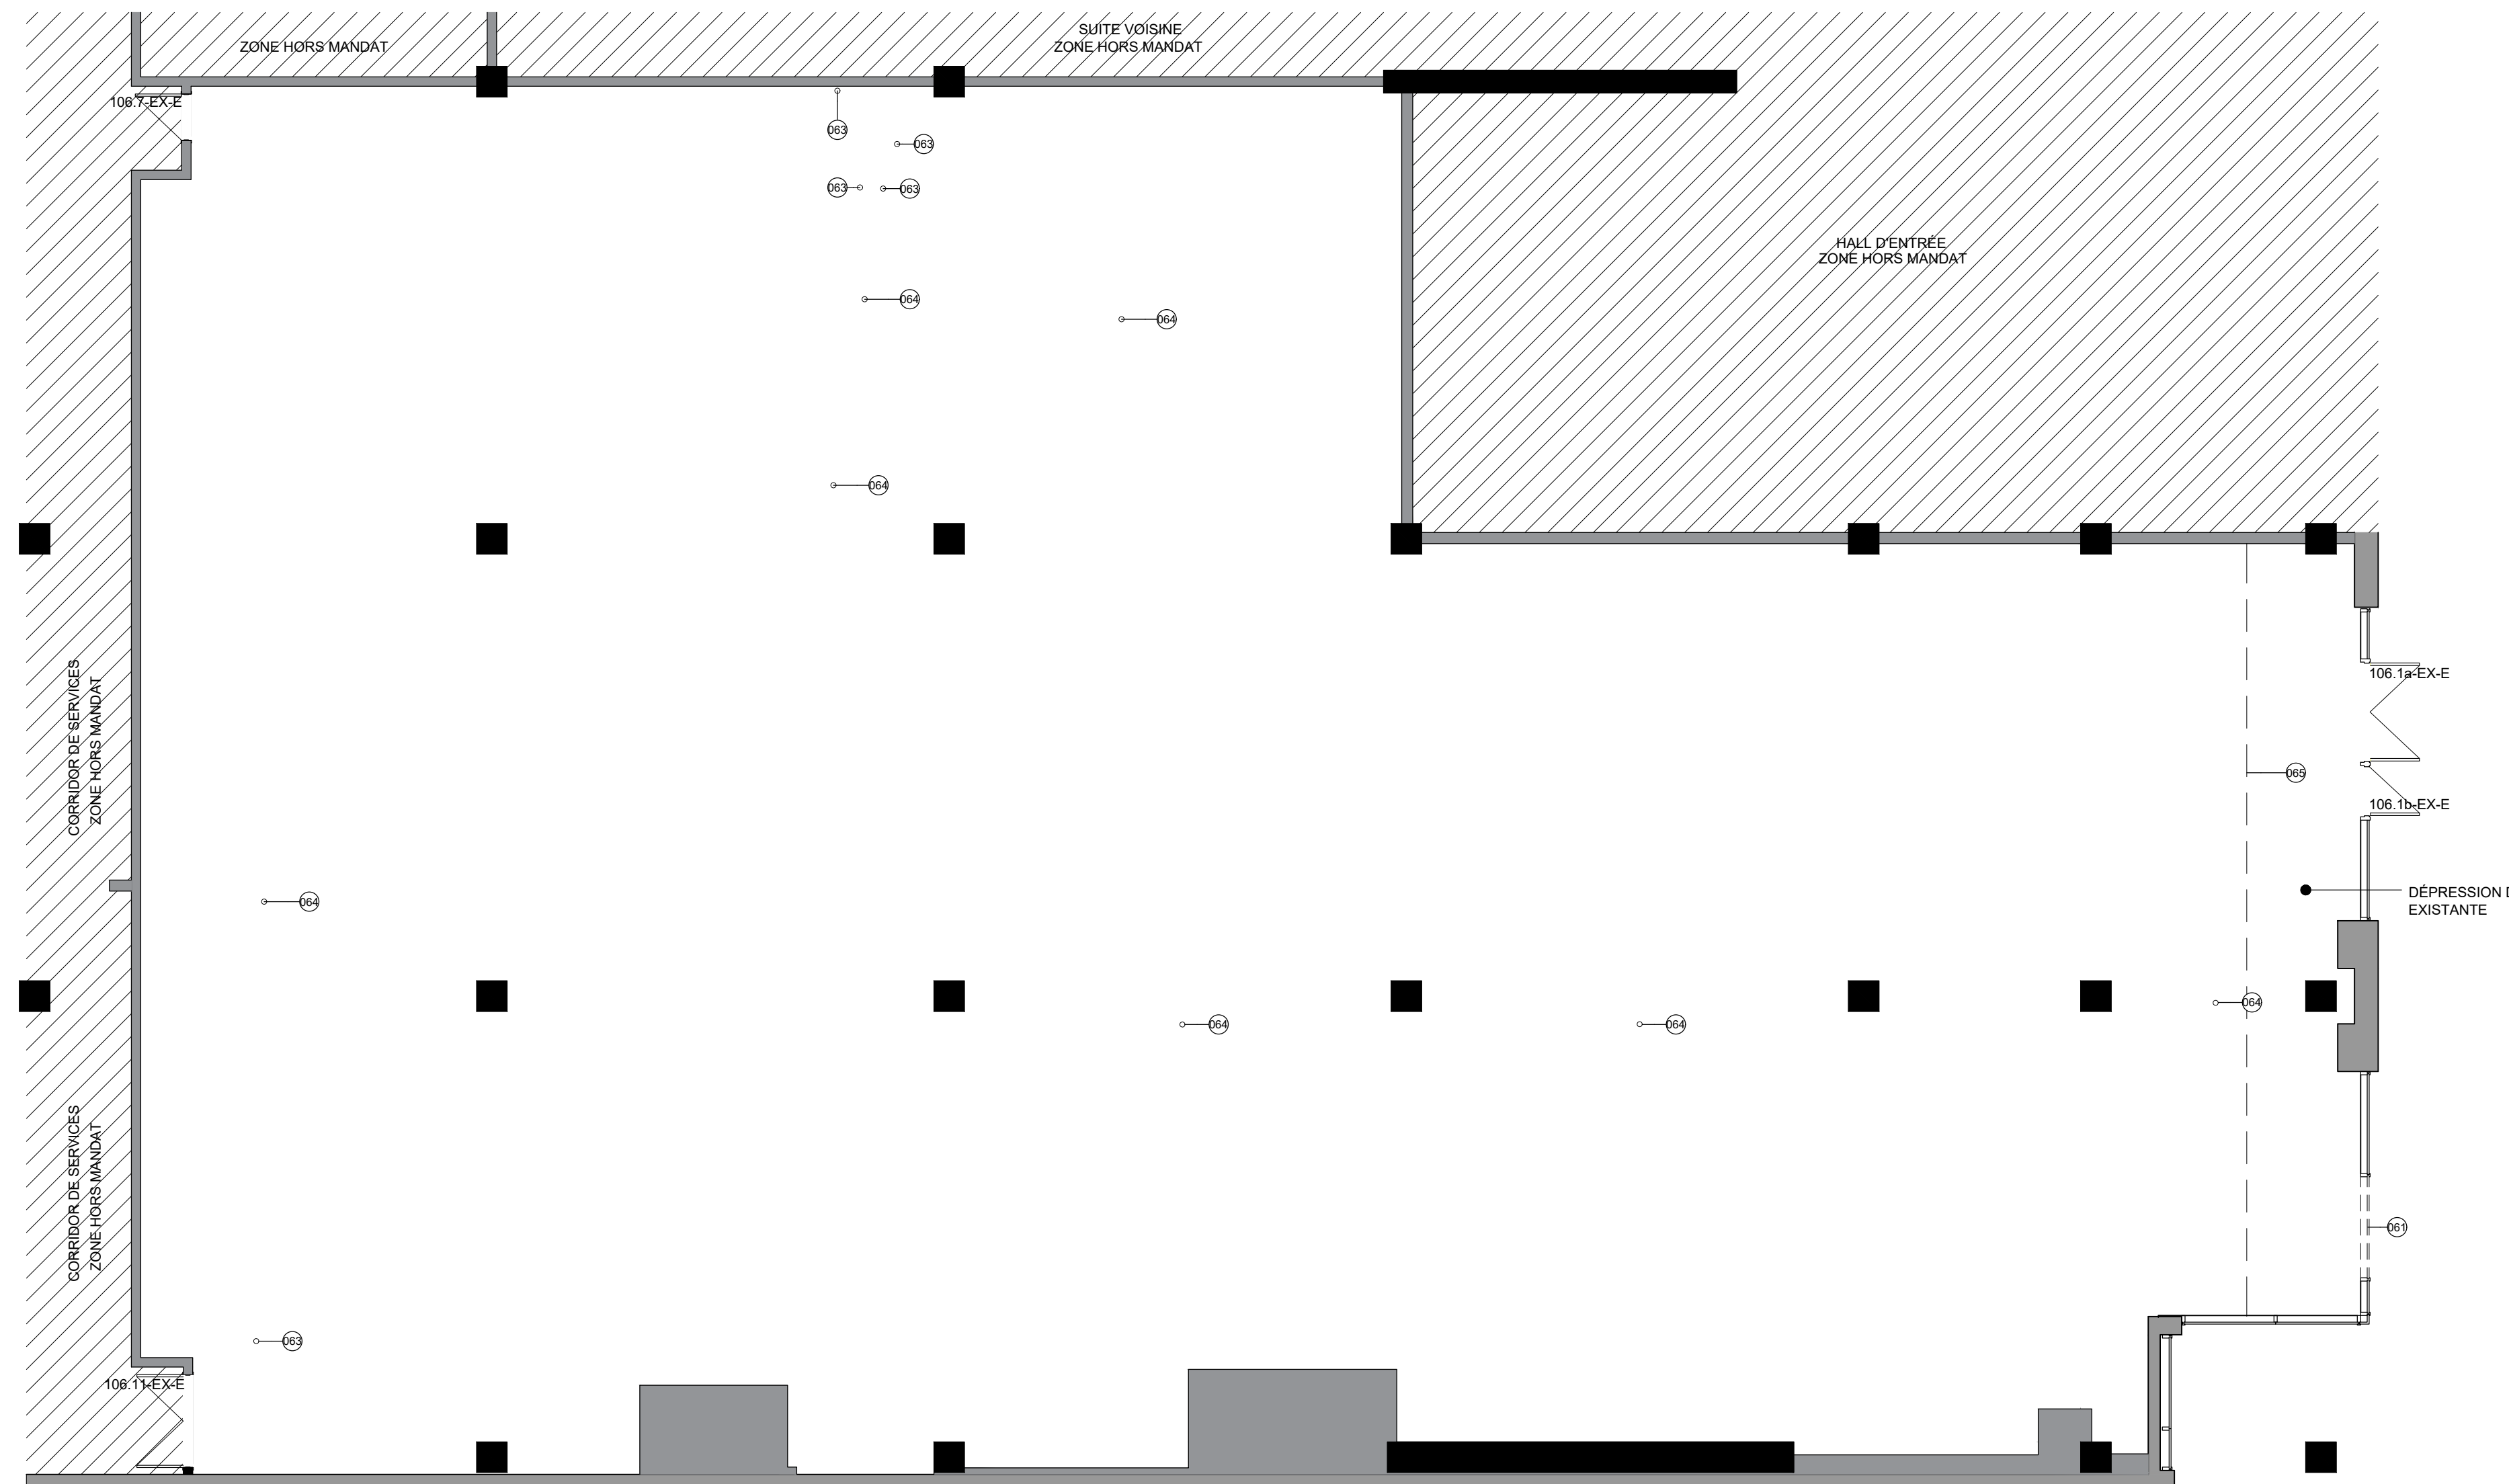 ZONE HORS MANDAT
SUITE VOISINE
ZONE HORS MANDAT
106.7-EX-E
063
063
063
063
HALL D'ENTRÉE
ZONE HORS MANDAT
064
064
064
CORRIDOR DE SERVICES
ZONE HORS MANDAT
106.1a-EX-E
065
106.1b-EX-E
064
DÉPRESSION
EXISTANTE
064
064
064
CORRIDOR DE SERVICES
ZONE HORS MANDAT
061
063
106.11-EX-E